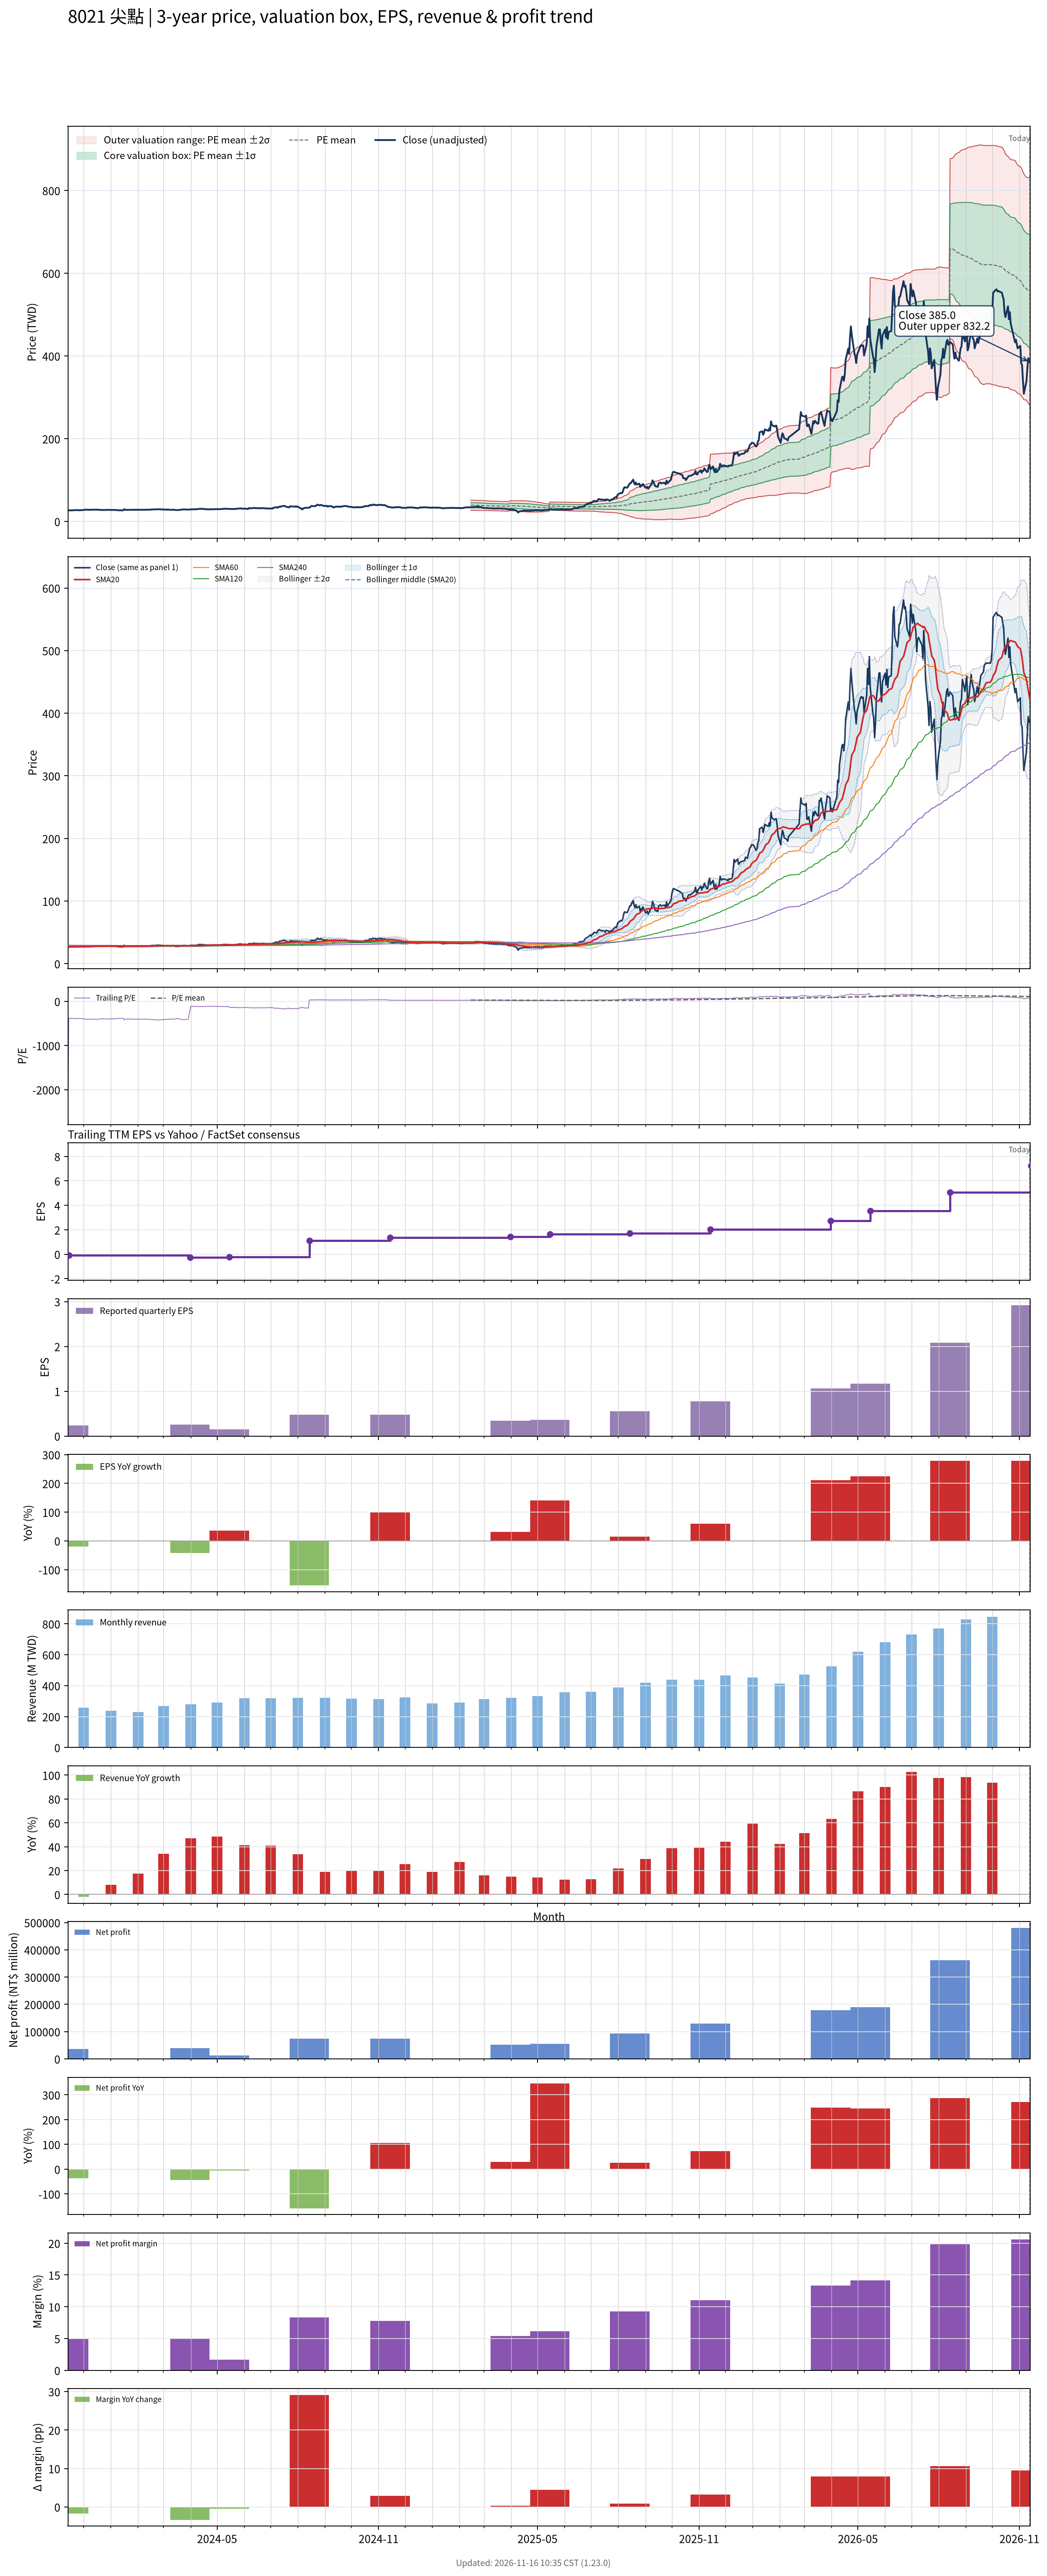 8021 尖點 | 3-year price, valuation box, EPS, revenue & profit trend
Outer valuation range: PE mean ±2σ
PE mean
Close (unadjusted)
Core valuation box: PE mean ±1σ
Today
Price (TWD)
800
600
400
200
0
Close 385.0
Outer upper 832.2
Close (same as panel 1)
SMA60
SMA240
Bollinger ±1σ
SMA20
SMA120
Bollinger ±2σ
Bollinger middle (SMA20)
Price
600
500
400
300
200
100
0
Trailing P/E
P/E mean
P/E
0
-1000
-2000
Trailing TTM EPS vs Yahoo / FactSet consensus
Today
EPS
8
6
4
2
0
-2
Reported quarterly EPS
EPS
3
2
1
0
EPS YoY growth
YoY (%)
300
200
100
0
-100
Monthly revenue
Revenue (M TWD)
800
600
400
200
0
Revenue YoY growth
YoY (%)
100
80
60
40
20
0
Month
Net profit
Net profit (NT$ million)
500000
400000
300000
200000
100000
0
Net profit YoY
YoY (%)
300
200
100
0
-100
Net profit margin
Margin (%)
20
15
10
5
0
Margin YoY change
Δ margin (pp)
30
20
10
0
2024-05
2024-11
2025-05
2025-11
2026-05
2026-11
Updated: 2026-11-16 10:35 CST (1.23.0)